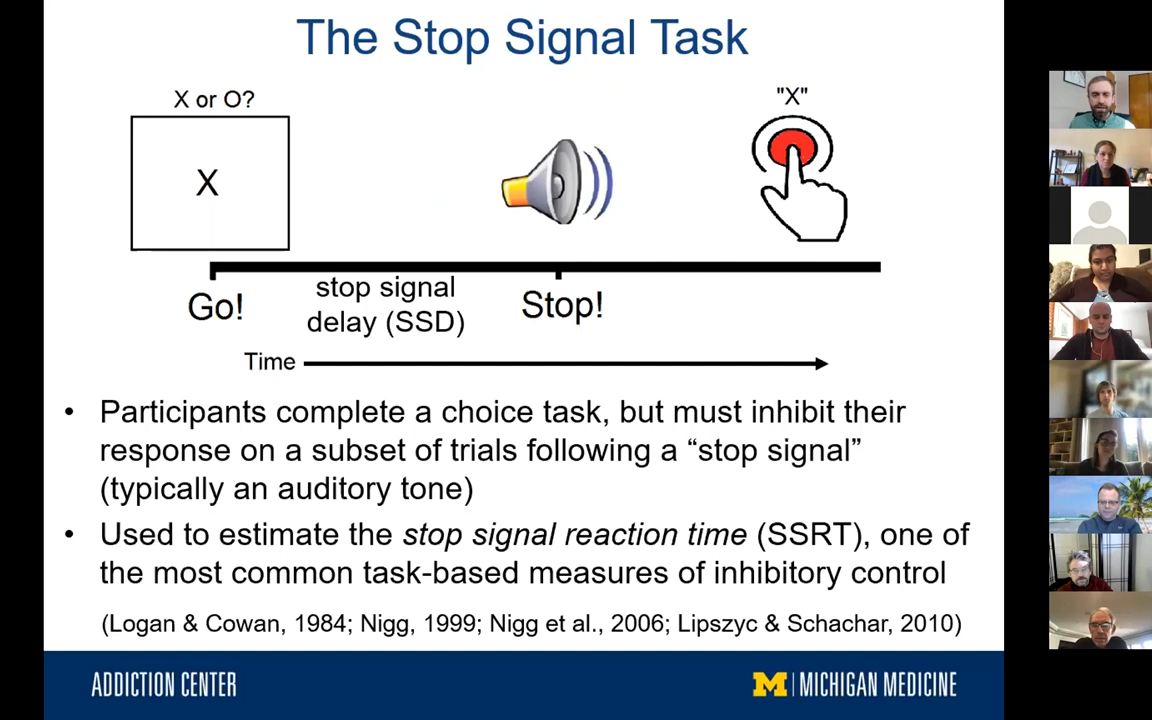 The Stop Signal Task
X or O?
X
"X"
Go!
stop signal
delay (SSD)
Stop!
Time
• Participants complete a choice task, but must inhibit their
response on a subset of trials following a “stop signal”
(typically an auditory tone)
• Used to estimate the stop signal reaction time (SSRT), one of
the most common task-based measures of inhibitory control
(Logan & Cowan, 1984; Nigg, 1999; Nigg et al., 2006; Lipszyc & Schachar, 2010)
ADDICTION CENTER
M | MICHIGAN MEDICINE